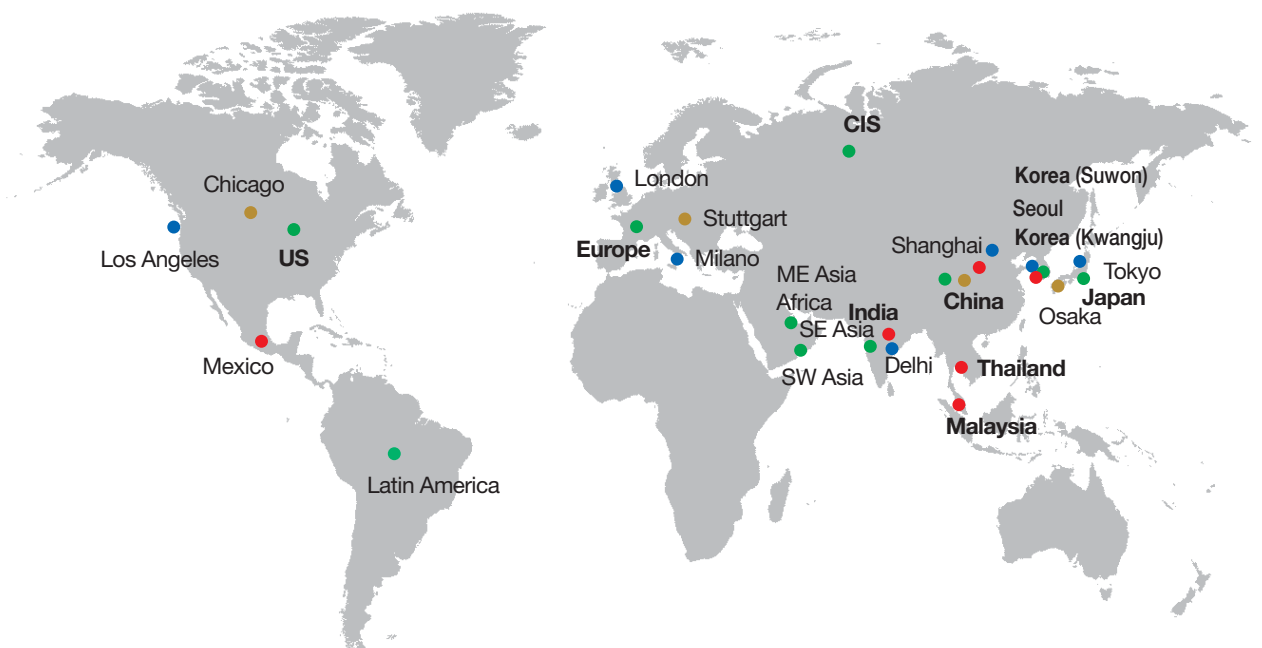 CIS
Chicago
London
Korea (Suwon)
Stuttgart
Seoul
Los Angeles
US
Europe
Milano
Shanghai
Korea (Kwangju)
Tokyo
ME Asia
Africa
China
Japan
India
Osaka
SE Asia
Mexico
SW Asia
Delhi
Thailand
Malaysia
Latin America